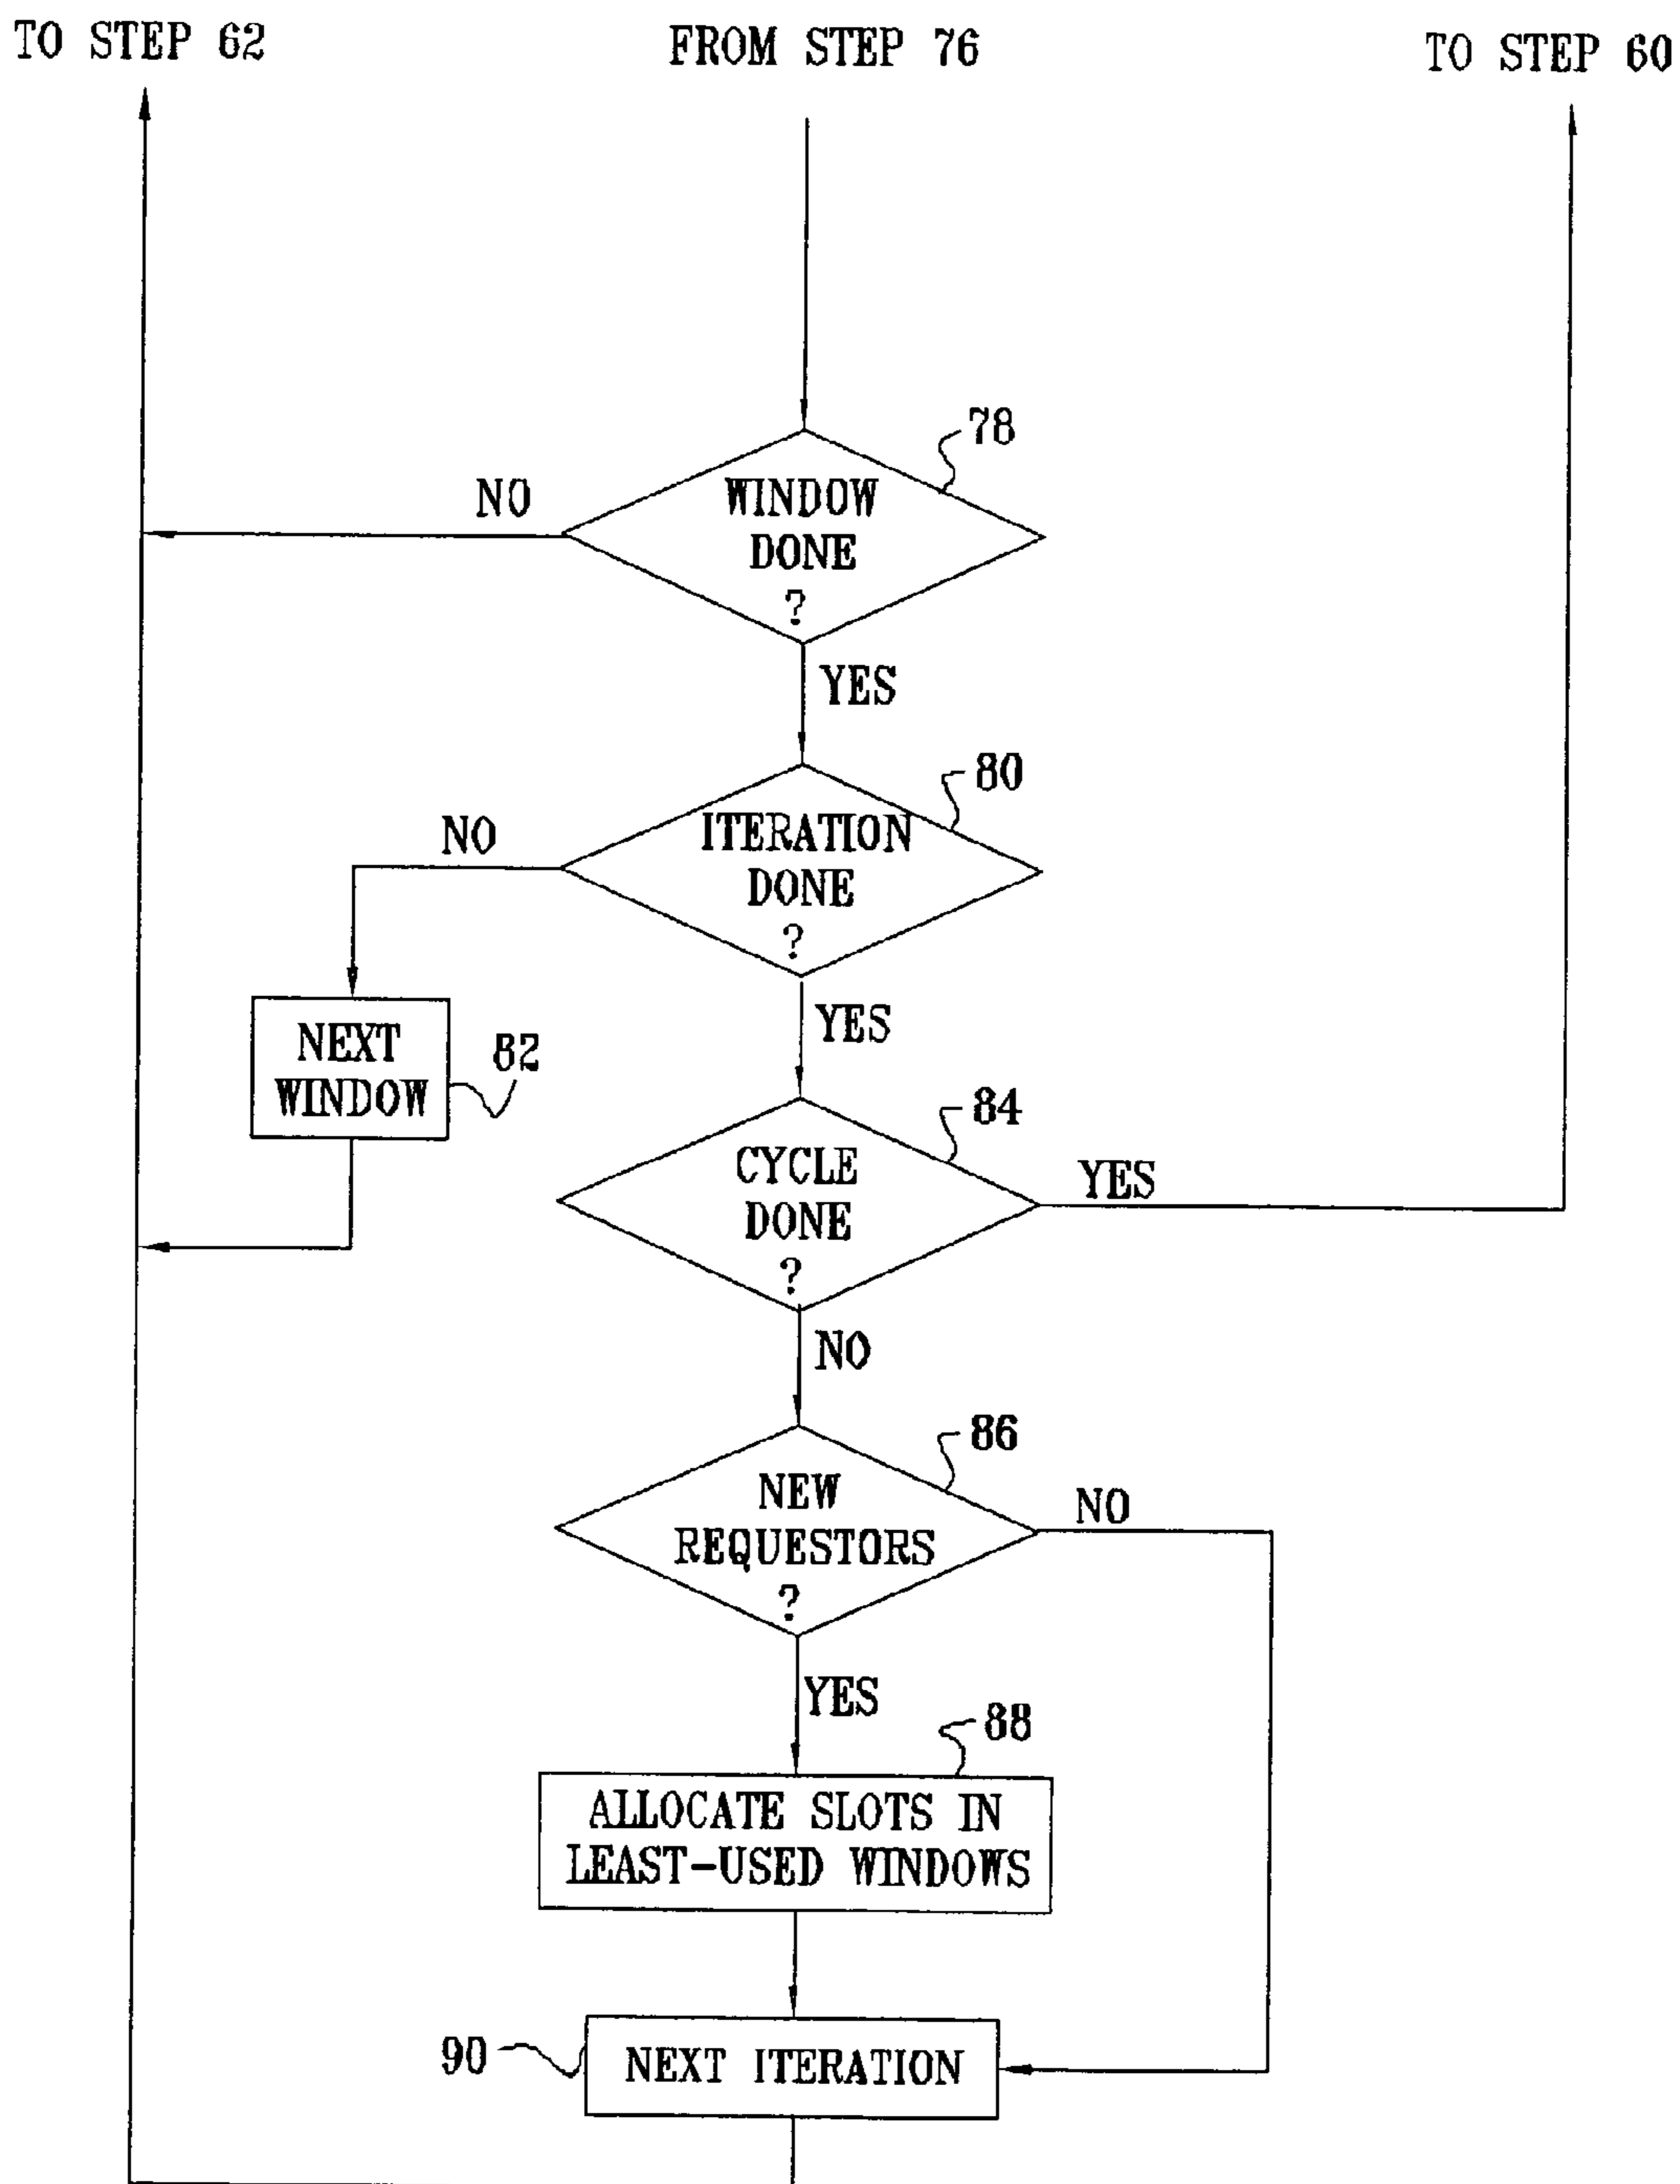 TO STEP 62
FROM STEP 76
TO STEP 60
78
NO
WINDOW
DONE
?
YES
80
NO
ITERATION
DONE
?
YES
NEXT
WINDOW
82
84
CYCLE
DONE
?
YES
NO
86
NEW
REQUESTORS
?
NO
YES
88
ALLOCATE SLOTS IN
LEAST-USED WINDOWS
90
NEXT ITERATION